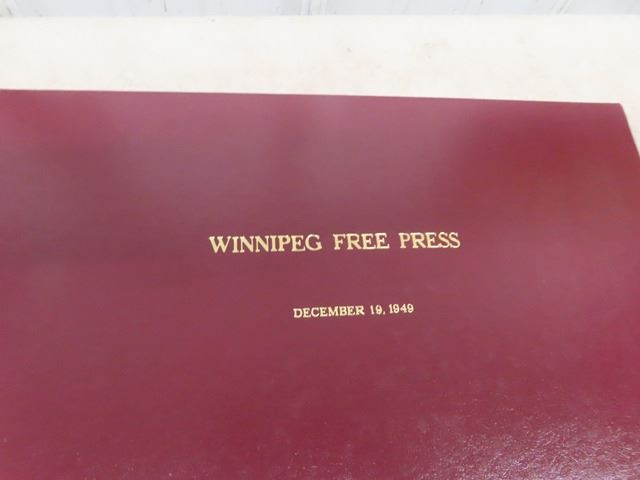 WINNIPEG FREE PRESS
DECEMBER 19, 1949